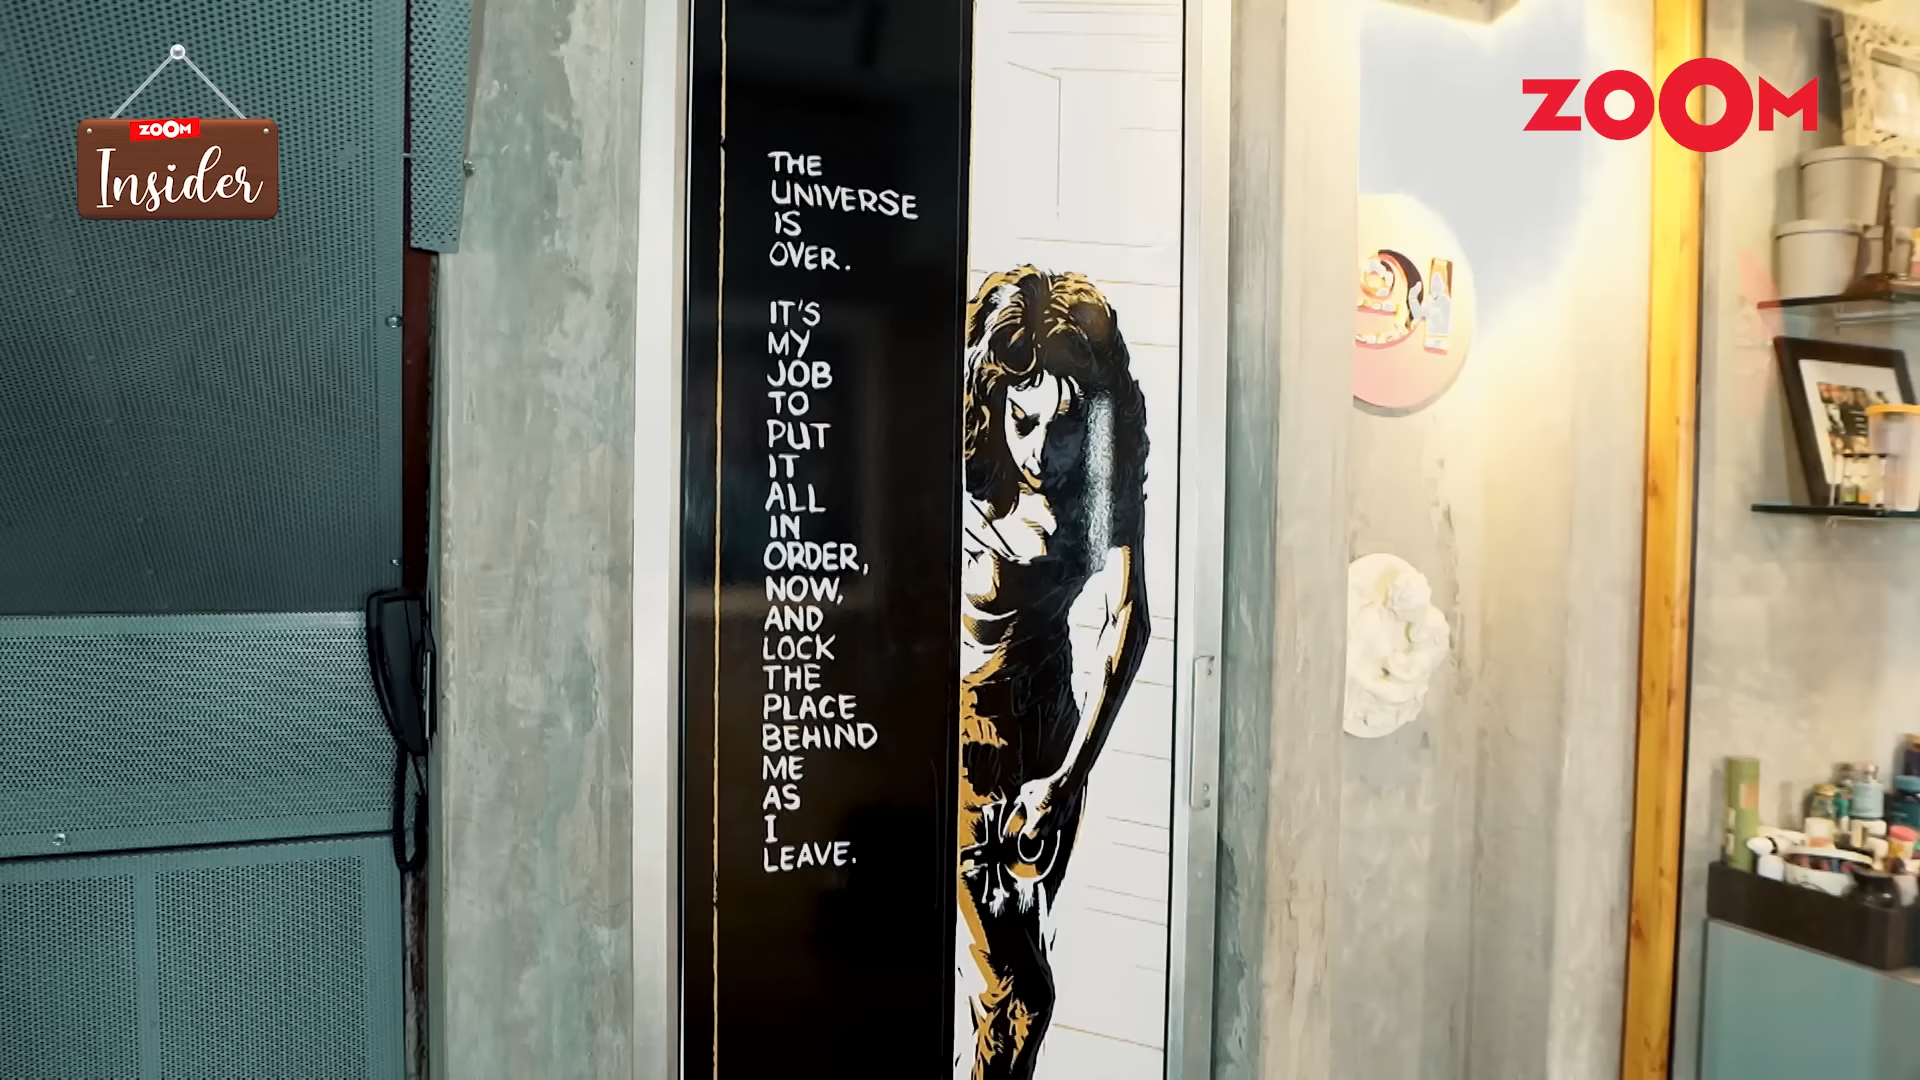 ZOOM
Insider
ZOOM
THE
UNIVERSE
IS
OVER.
IT'S
MY
JOB
TO
PUT
IT
ALL
IN
ORDER,
NOW,
AND
LOCK
THE
PLACE
BEHIND
ME
AS
I
LEAVE.